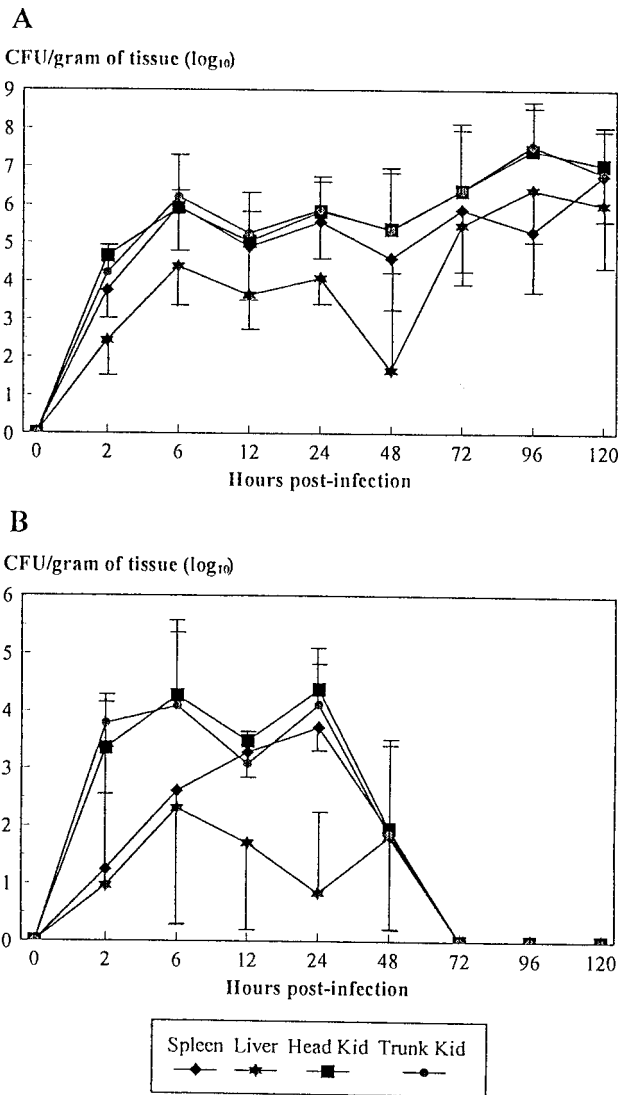 A
CFU/gram of tissue (log₁₀)
9
8
7
6
5
4
3
2
1
0
0 2 6 12 24 48 72 96 120
Hours post-infection
B
CFU/gram of tissue (log₁₀)
6
5
4
3
2
1
0
0 2 6 12 24 48 72 96 120
Hours post-infection
Spleen Liver Head Kid Trunk Kid